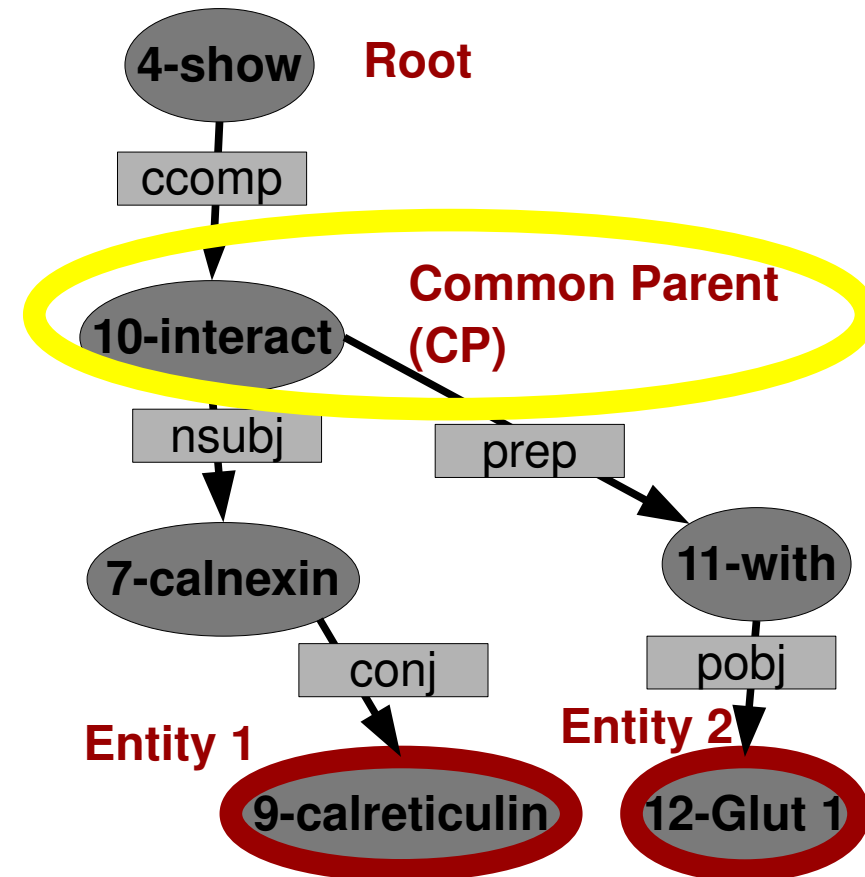 4-show
Root
ccomp
Common Parent
(CP)
10-interact
nsubj
prep
7-calnexin
11-with
conj
pobj
Entity 1
Entity 2
9-calreticulin
12-Glut 1